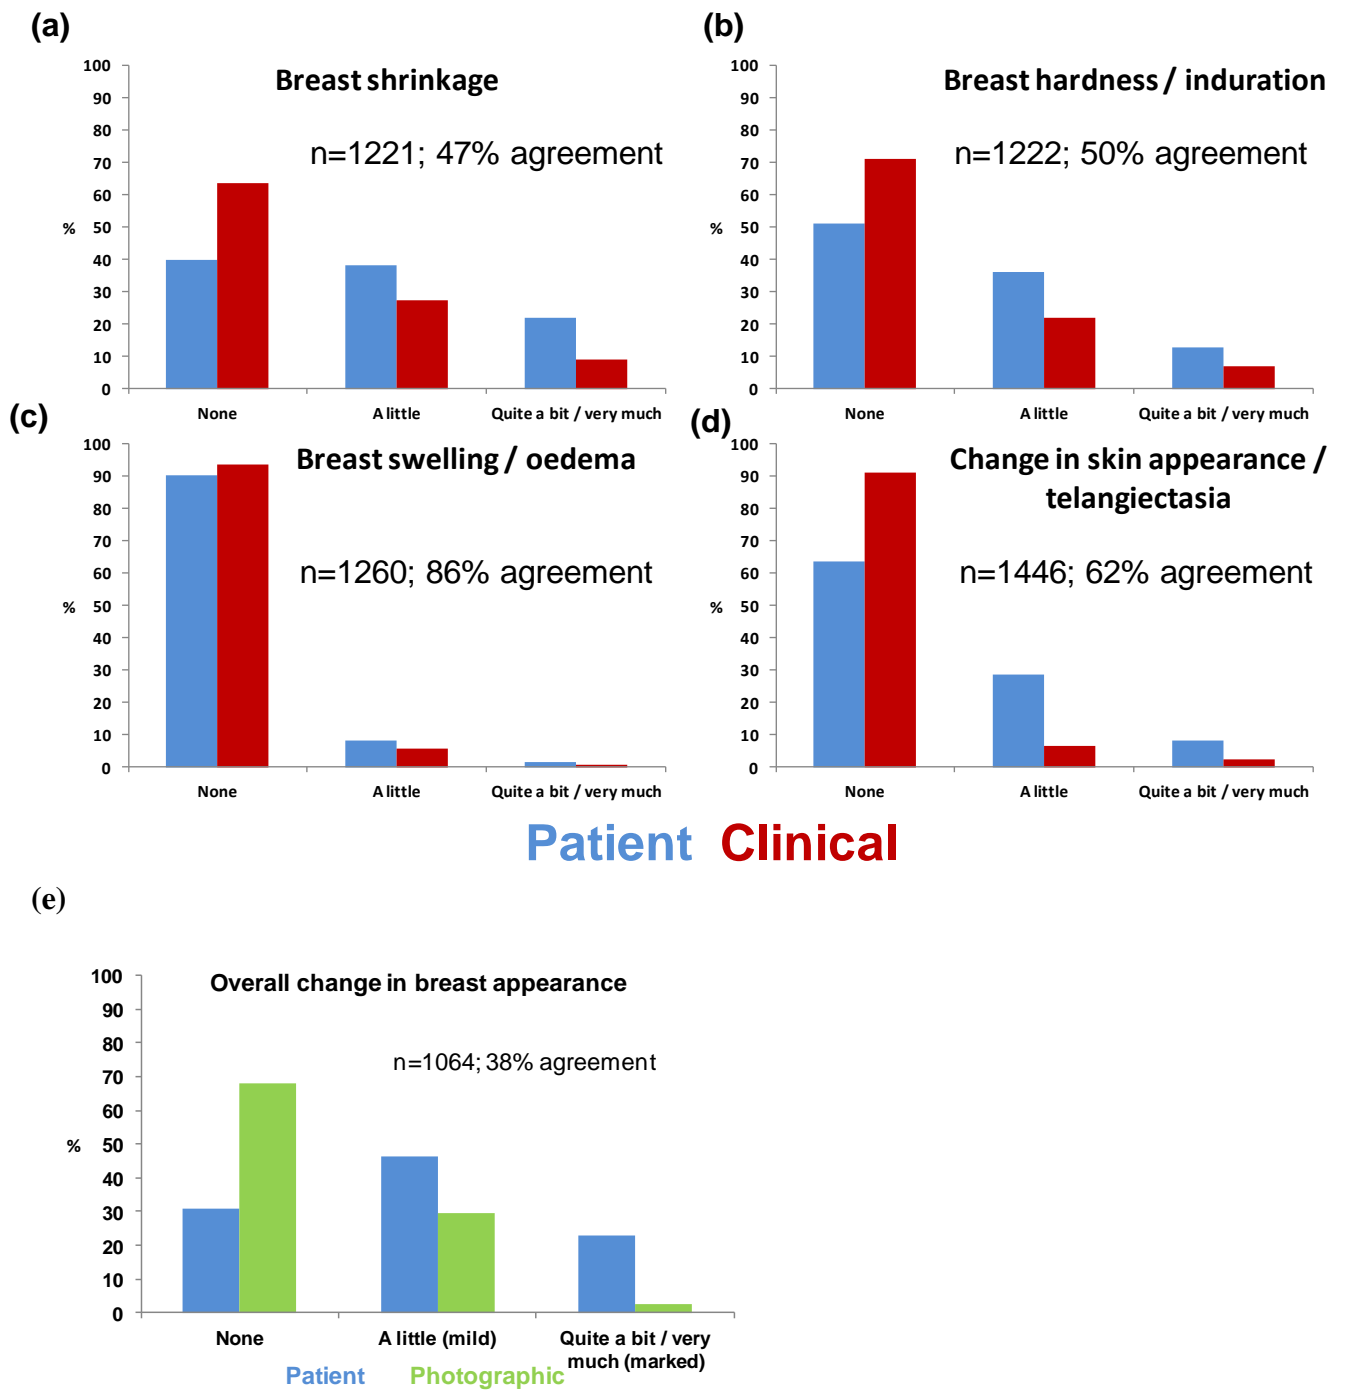 (a)
Breast shrinkage
n=1221; 47% agreement
100
90
80
70
60
50
40
30
20
10
0
%
None
A little
Quite a bit / very much
(b)
Breast hardness / induration
n=1222; 50% agreement
100
90
80
70
60
50
40
30
20
10
0
%
None
A little
Quite a bit / very much
(c)
Breast swelling / oedema
n=1260; 86% agreement
100
90
80
70
60
50
40
30
20
10
0
%
None
A little
Quite a bit / very much
(d)
Change in skin appearance /
telangiectasia
n=1446; 62% agreement
100
90
80
70
60
50
40
30
20
10
0
%
None
A little
Quite a bit / very much
Patient Clinical
(e)
Overall change in breast appearance
n=1064; 38% agreement
100
90
80
70
60
50
40
30
20
10
0
%
None
A little (mild)
Quite a bit / very
much (marked)
Patient Photographic